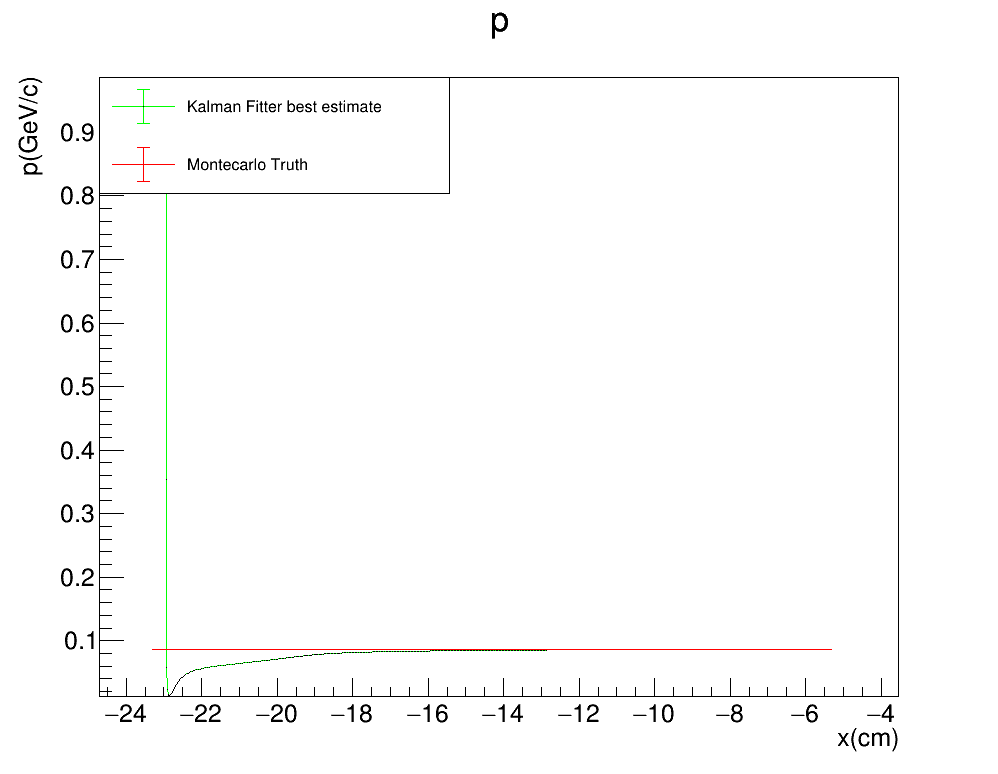 p
p(GeV/c)
Kalman Fitter best estimate
Montecarlo Truth
0.9
0.8
0.7
0.6
0.5
0.4
0.3
0.2
0.1
−24 −22 −20 −18 −16 −14 −12 −10 −8 −6 −4
x(cm)